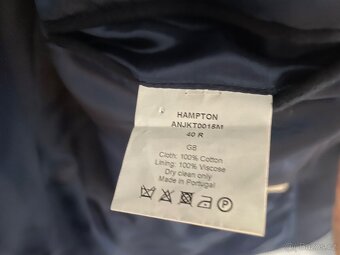 HAMPTON
ANJKT0015M
40 R
GB
Cloth: 100% Cotton
Lining: 100% Viscose
Dry clean only
Made in Portugal
P